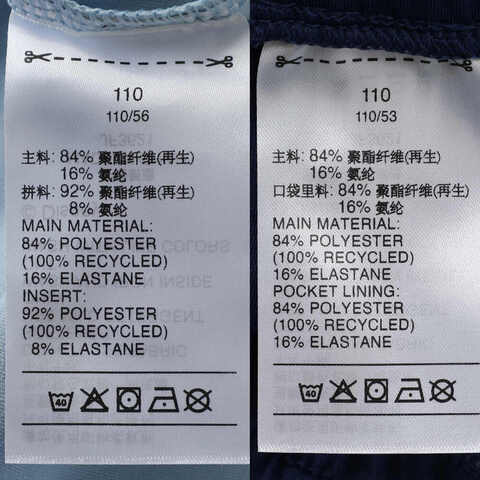 110
110/56
主料: 84% 聚酯纤维(再生)
16% 氨纶
拼料: 92% 聚酯纤维(再生)
8% 氨纶
MAIN MATERIAL:
84% POLYESTER
(100% RECYCLED)
16% ELASTANE
INSERT:
92% POLYESTER
(100% RECYCLED)
8% ELASTANE
40
110
110/53
主料: 84% 聚酯纤维(再生)
16% 氨纶
口袋里料: 84% 聚酯纤维(再生)
16% 氨纶
MAIN MATERIAL:
84% POLYESTER
(100% RECYCLED)
16% ELASTANE
POCKET LINING:
84% POLYESTER
(100% RECYCLED)
16% ELASTANE
40